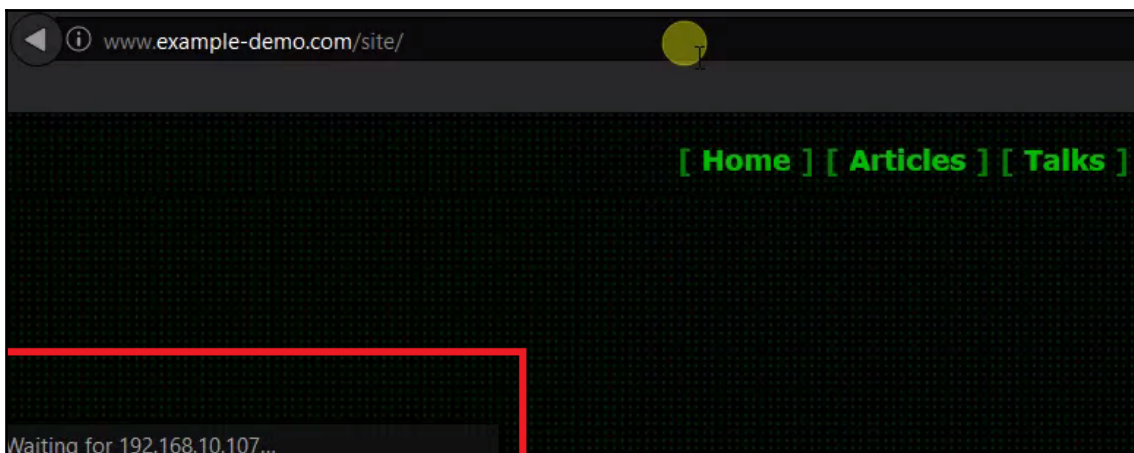 www.example-demo.com/site/
[ Home ] [ Articles ] [ Talks ]
Waiting for 192.168.10.107...